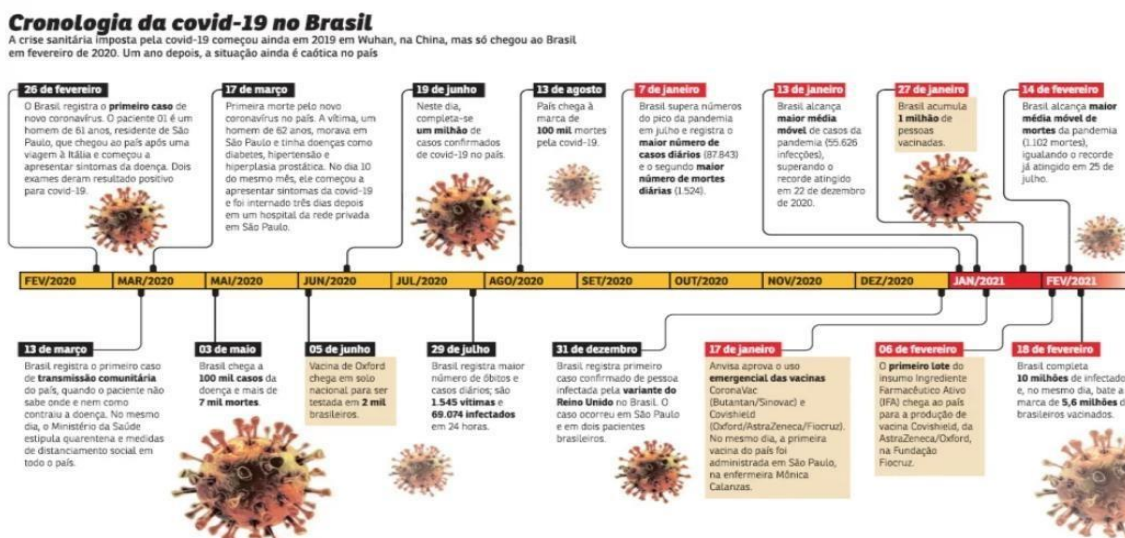 Cronologia da covid-19 no Brasil
A crise sanitária imposta pela covid-19 começou ainda em 2019 em Wuhan, na China, mas só chegou ao Brasil
em fevereiro de 2020. Um ano depois, a situação ainda é caótica no país
26 de fevereiro
O Brasil registra o primeiro caso de
novo coronavírus. O paciente 01 é um
homem de 61 anos, residente de São
Paulo, que chegou ao país após uma
viagem à Itália e começou a
apresentar sintomas da doença. Dois
exames deram resultado positivo
para covid-19.
17 de março
Primeira morte pelo novo
coronavírus no país. A vítima, um
homem de 62 anos, morava em
São Paulo e tinha doenças como
diabetes, hipertensão e
hiperplasia prostática. No dia 10
do mesmo mês, ele começou a
apresentar sintomas da covid-19
e foi internado três dias depois
em um hospital da rede privada
em São Paulo.
19 de junho
Neste dia,
completa-se
um milhão de
casos confirmados
de covid-19 no país.
13 de agosto
País chega à
marca de
100 mil mortes
pela covid-19.
7 de janeiro
Brasil supera números
do pico da pandemia
em julho e registra o
maior número de
casos diários (87.843)
e o segundo maior
número de mortes
diárias (1.524).
13 de janeiro
Brasil alcança
maior média
móvel de casos da
pandemia (55.626
infecções),
superando o
recorde atingido
em 22 de dezembro
de 2020.
27 de janeiro
Brasil acumula
1 milhão de
pessoas
vacinadas.
14 de fevereiro
Brasil alcança maior
média móvel de
mortes da pandemia
(1.102 mortes),
igualando o recorde
já atingido em 25 de
julho.
FEV/2020 MAR/2020 MAI/2020 JUN/2020 JUL/2020 AGO/2020 SET/2020 OUT/2020 NOV/2020 DEZ/2020 JAN/2021 FEV/2021
13 de março
Brasil registra o primeiro caso
de transmissão comunitária
do país, quando o paciente não
sabe onde e nem como
contraiu a doença. No mesmo
dia, o Ministério da Saúde
estipula quarentena e medidas
de distanciamento social em
todo o país.
03 de maio
Brasil chega a
100 mil casos da
doença e mais de
7 mil mortes.
05 de junho
Vacina de Oxford
chega em solo
nacional para ser
testada em 2 mil
brasileiros.
29 de julho
Brasil registra maior
número de óbitos e
casos diários; são
1.545 vítimas e
69.074 infectados
em 24 horas.
31 de dezembro
Brasil registra primeiro
caso confirmado de pessoa
infectada pela variante do
Reino Unido no Brasil. O
caso ocorreu em São Paulo
e em dois pacientes
brasileiros.
17 de janeiro
Anvisa aprova o uso
emergencial das vacinas
CoronaVac
(Butantan/Sinovac) e
Covishield
(Oxford/AstraZeneca/Fiocruz).
No mesmo dia, a primeira
vacina do país foi
administrada em São Paulo,
na enfermeira Mônica
Calanzas.
06 de fevereiro
O primeiro lote do
insumo Ingrediente
Farmacêutico Ativo
(IFA) chega ao país
para a produção de
vacina Covishield, da
AstraZeneca/Oxford,
na Fundação
Fiocruz.
18 de fevereiro
Brasil completa
10 milhões de infectado
e, no mesmo dia, bate a
marca de 5,6 milhões d
brasileiros vacinados.